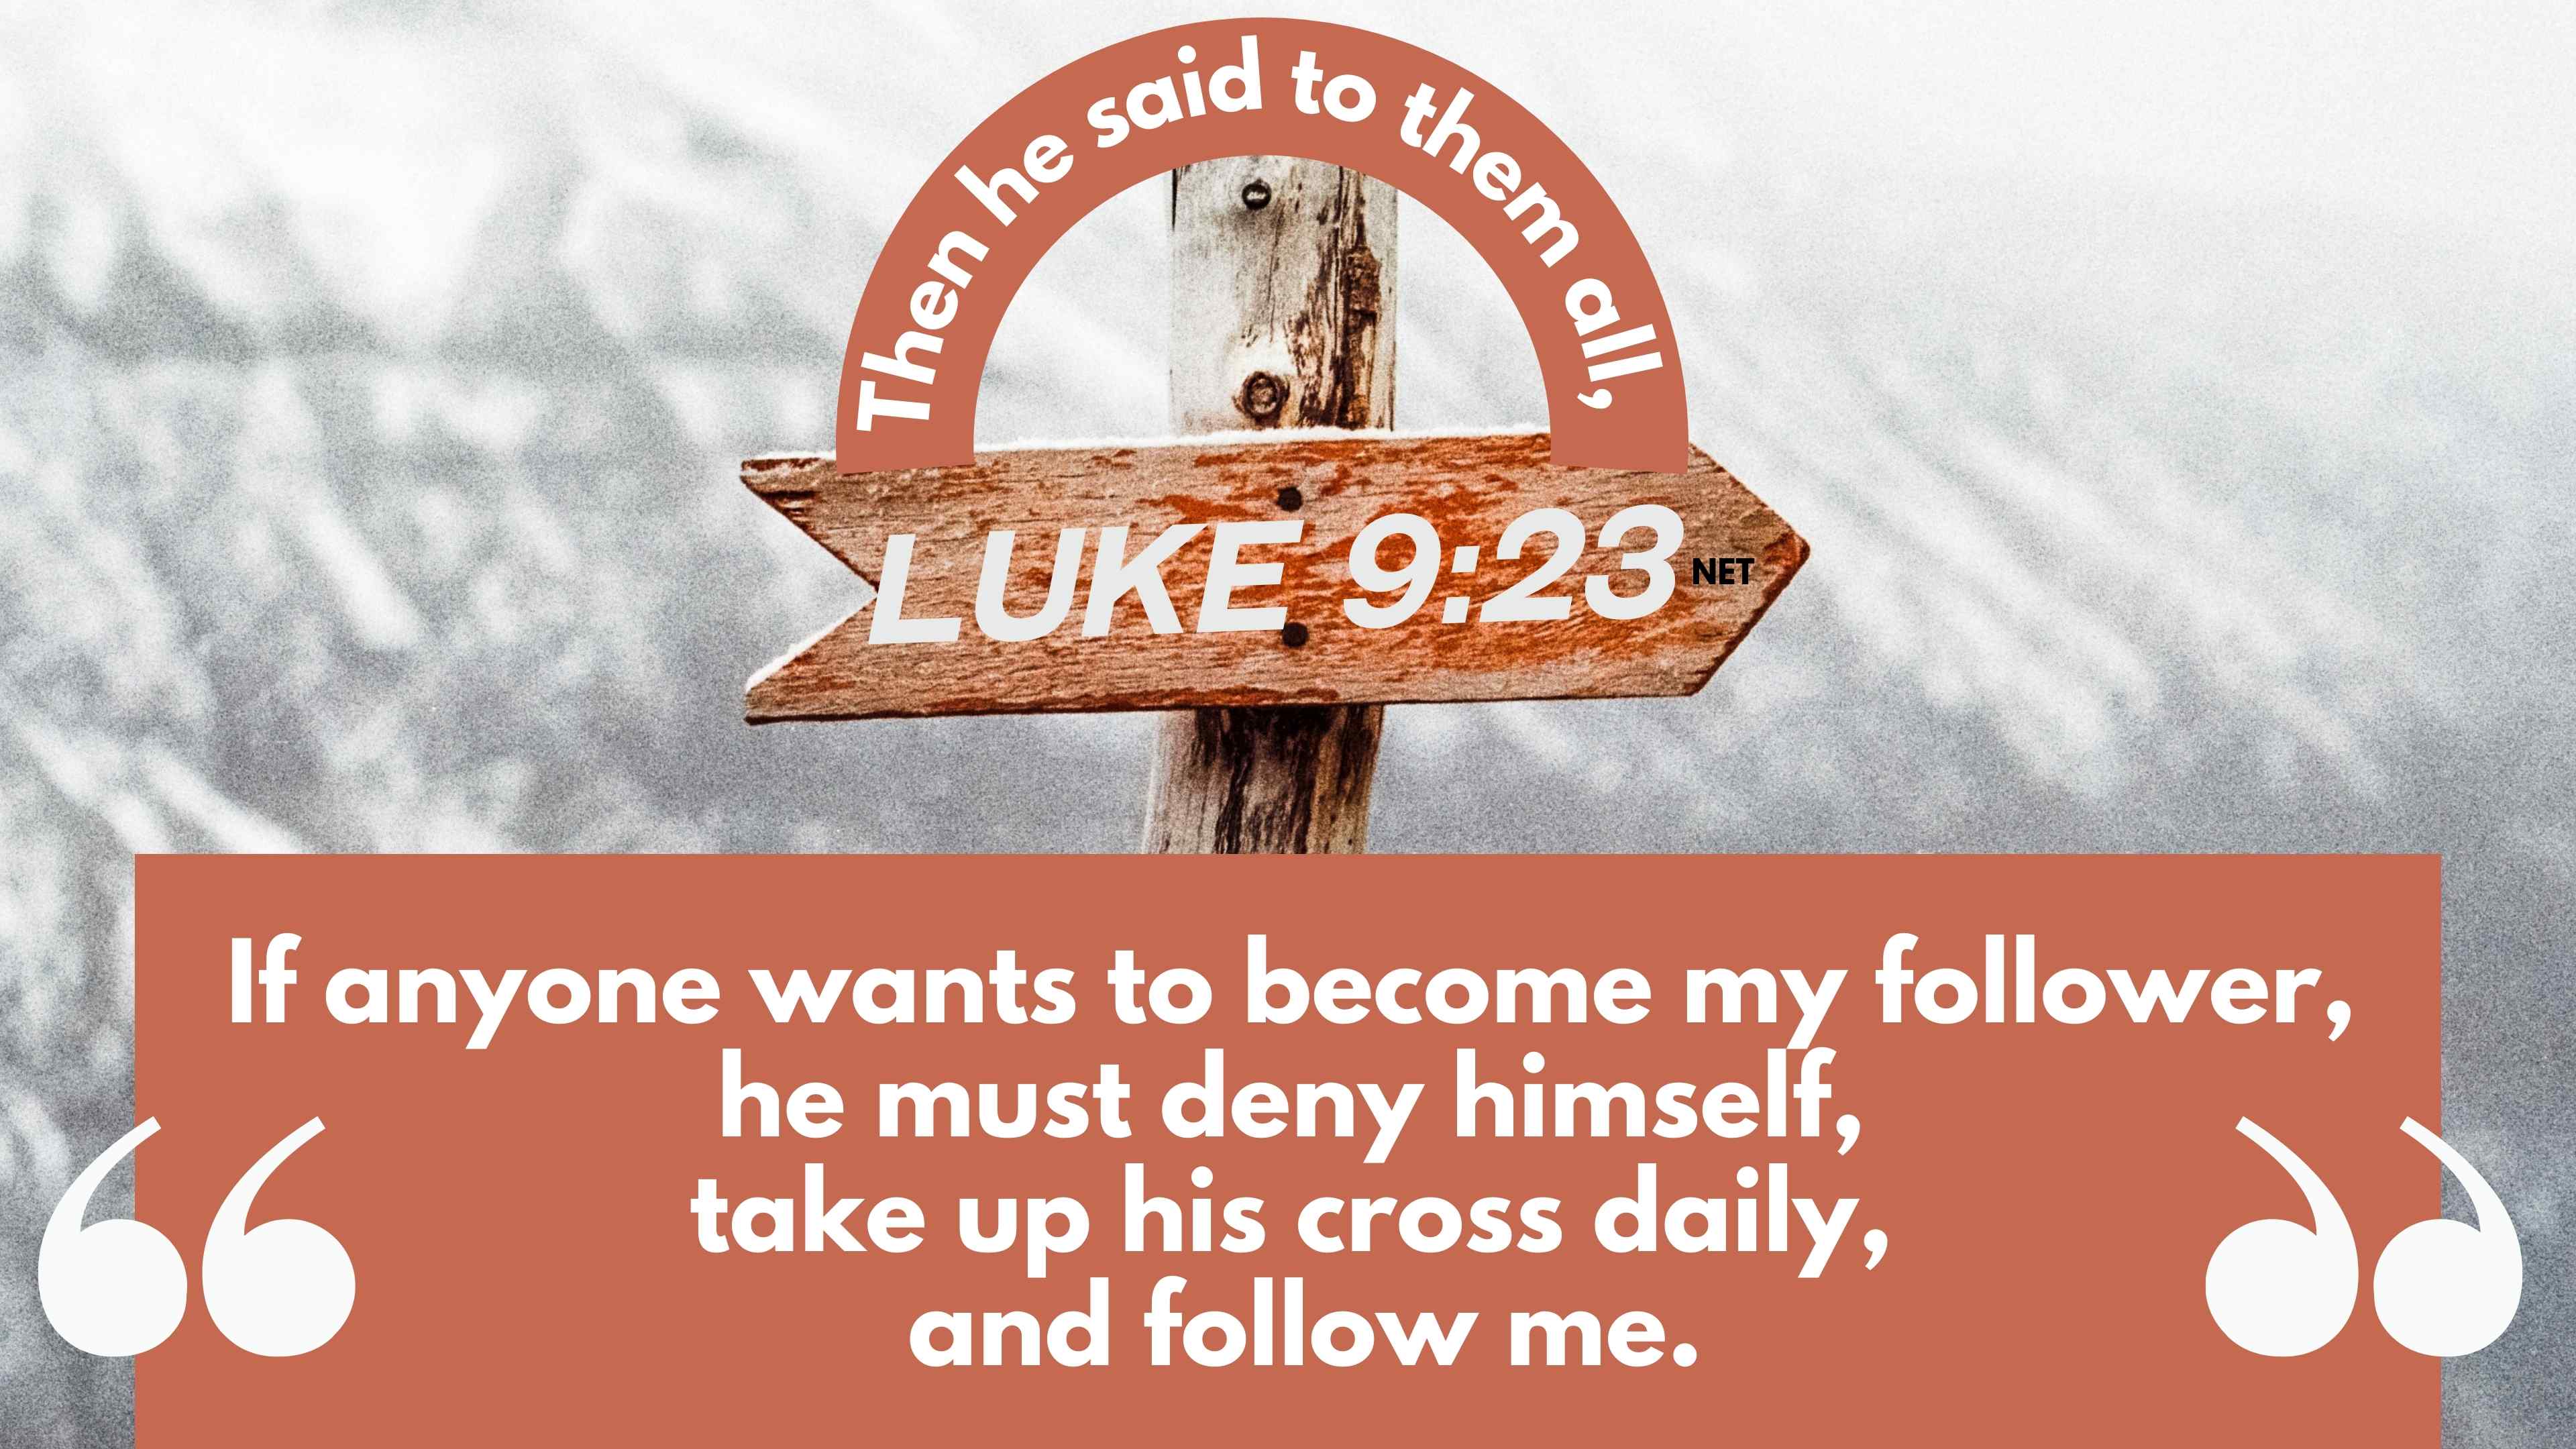 Then he said to them all,
LUKE 9:23 NET
If anyone wants to become my follower,
he must deny himself,
take up his cross daily,
and follow me.